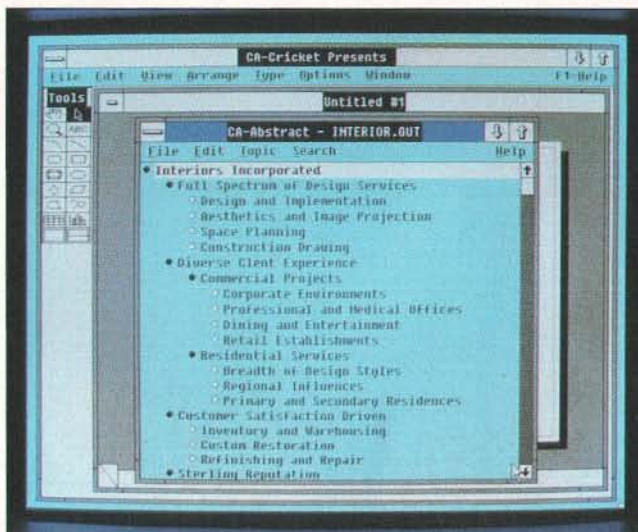 CA-Cricket Presents
File Edit View Arrange Type Options Window F1=Help
Tools
Untitled #1
ABC
CA-Abstract - INTERIOR.OUT
File Edit Topic Search Help
Interiors Incorporated
Full Spectrum of Design Services
Design and Implementation
Aesthetics and Image Projection
Space Planning
Construction Drawing
Diverse Clent Experience
Commercial Projects
Corporate Environments
Professional and Medical Offices
Dining and Entertainment
Retail Establishments
Residential Services
Breadth of Design Styles
Regional Influences
Primary and Secondary Residences
Customer Satisfaction Driven
Inventory and Warehousing
Custom Restoration
Refinishing and Repair
Sterling Reputation